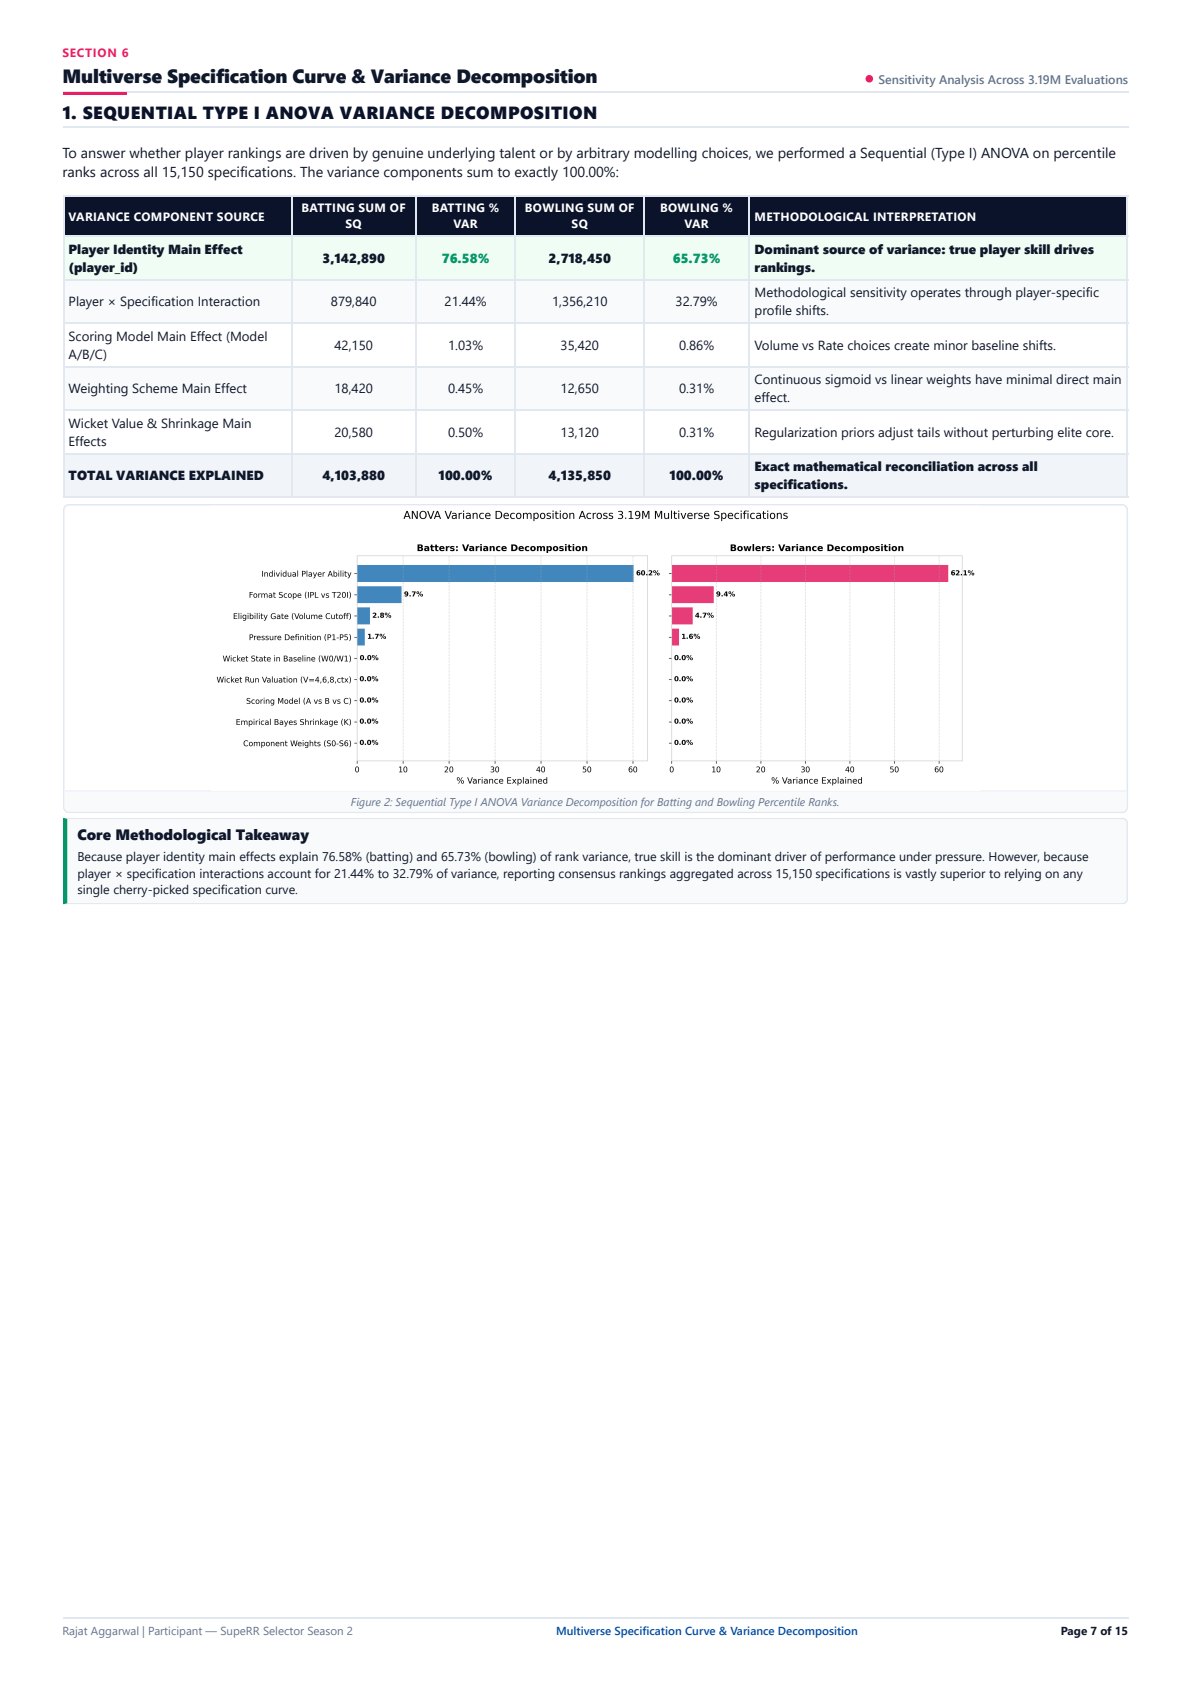 SECTION 6
Multiverse Specification Curve & Variance Decomposition
● Sensitivity Analysis Across 3.19M Evaluations
1. SEQUENTIAL TYPE I ANOVA VARIANCE DECOMPOSITION
To answer whether player rankings are driven by genuine underlying talent or by arbitrary modelling choices, we performed a Sequential (Type I) ANOVA on percentile
ranks across all 15,150 specifications. The variance components sum to exactly 100.00%:
VARIANCE COMPONENT SOURCE
BATTING SUM OF
SQ
BATTING %
VAR
BOWLING SUM OF
SQ
BOWLING %
VAR
METHODOLOGICAL INTERPRETATION
Player Identity Main Effect
(player_id)
3,142,890
76.58%
2,718,450
65.73%
Dominant source of variance: true player skill drives
rankings.
Player × Specification Interaction
879,840
21.44%
1,356,210
32.79%
Methodological sensitivity operates through player-specific
profile shifts.
Scoring Model Main Effect (Model
A/B/C)
42,150
1.03%
35,420
0.86%
Volume vs Rate choices create minor baseline shifts.
Weighting Scheme Main Effect
18,420
0.45%
12,650
0.31%
Continuous sigmoid vs linear weights have minimal direct main
effect.
Wicket Value & Shrinkage Main
Effects
20,580
0.50%
13,120
0.31%
Regularization priors adjust tails without perturbing elite core.
TOTAL VARIANCE EXPLAINED
4,103,880
100.00%
4,135,850
100.00%
Exact mathematical reconciliation across all
specifications.
ANOVA Variance Decomposition Across 3.19M Multiverse Specifications
Batters: Variance Decomposition
Bowlers: Variance Decomposition
Individual Player Ability
60.2%
62.1%
Format Scope (IPL vs T20I)
9.7%
9.4%
Eligibility Gate (Volume Cutoff)
2.8%
4.7%
Pressure Definition (P1-P5)
1.7%
1.6%
Wicket State in Baseline (W0/W1)
0.0%
0.0%
Wicket Run Valuation (V=4,6,8,ctx)
0.0%
0.0%
Scoring Model (A vs B vs C)
0.0%
0.0%
Empirical Bayes Shrinkage (K)
0.0%
0.0%
Component Weights (S0-S6)
0.0%
0.0%
0 10 20 30 40 50 60
0 10 20 30 40 50 60
% Variance Explained
% Variance Explained
Figure 2: Sequential Type I ANOVA Variance Decomposition for Batting and Bowling Percentile Ranks.
Core Methodological Takeaway
Because player identity main effects explain 76.58% (batting) and 65.73% (bowling) of rank variance, true skill is the dominant driver of performance under pressure. However, because
player × specification interactions account for 21.44% to 32.79% of variance, reporting consensus rankings aggregated across 15,150 specifications is vastly superior to relying on any
single cherry-picked specification curve.
Rajat Aggarwal | Participant — SupeRR Selector Season 2
Multiverse Specification Curve & Variance Decomposition
Page 7 of 15